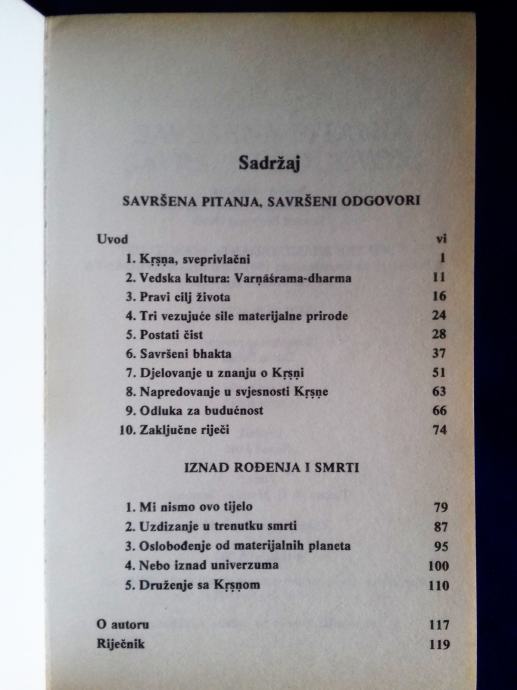 Sadržaj
SAVRŠENA PITANJA, SAVRŠENI ODGOVORI
Uvod vi
1. Kṛṣṇa, sveprivlačni 1
2. Vedska kultura: Varṇāśrama-dharma 11
3. Pravi cilj života 16
4. Tri vezujuće sile materijalne prirode 24
5. Postati čist 28
6. Savršeni bhakta 37
7. Djelovanje u znanju o Kṛṣṇi 51
8. Napredovanje u svjesnosti Kṛṣṇe 63
9. Odluka za budućnost 66
10. Zaključne riječi 74
IZNAD ROĐENJA I SMRTI
1. Mi nismo ovo tijelo 79
2. Uzdizanje u trenutku smrti 87
3. Oslobođenje od materijalnih planeta 95
4. Nebo iznad univerzuma 100
5. Druženje sa Kṛṣṇom 110
O autoru 117
Riječnik 119